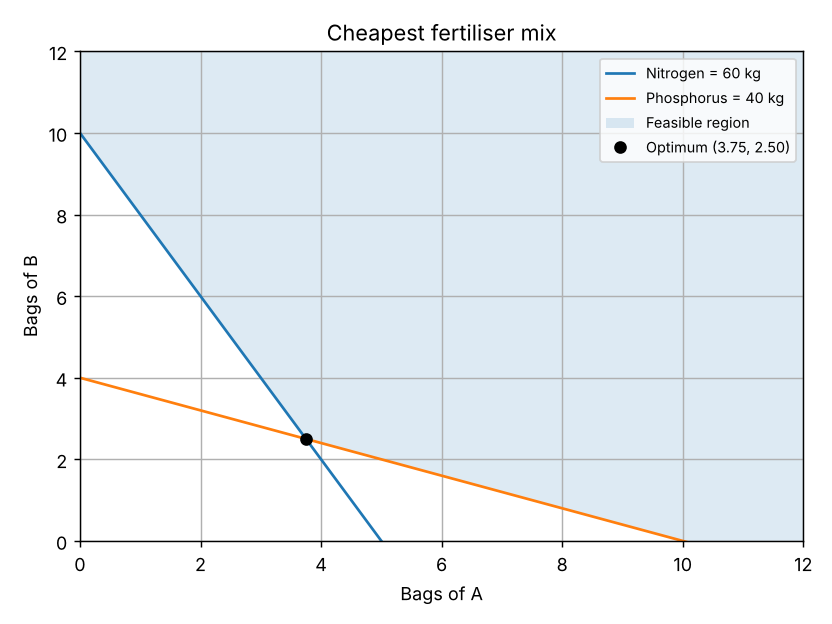 Cheapest fertiliser mix
Nitrogen = 60 kg
Phosphorus = 40 kg
Feasible region
Optimum (3.75, 2.50)
Bags of B
12
10
8
6
4
2
0
0 2 4 6 8 10 12
Bags of A